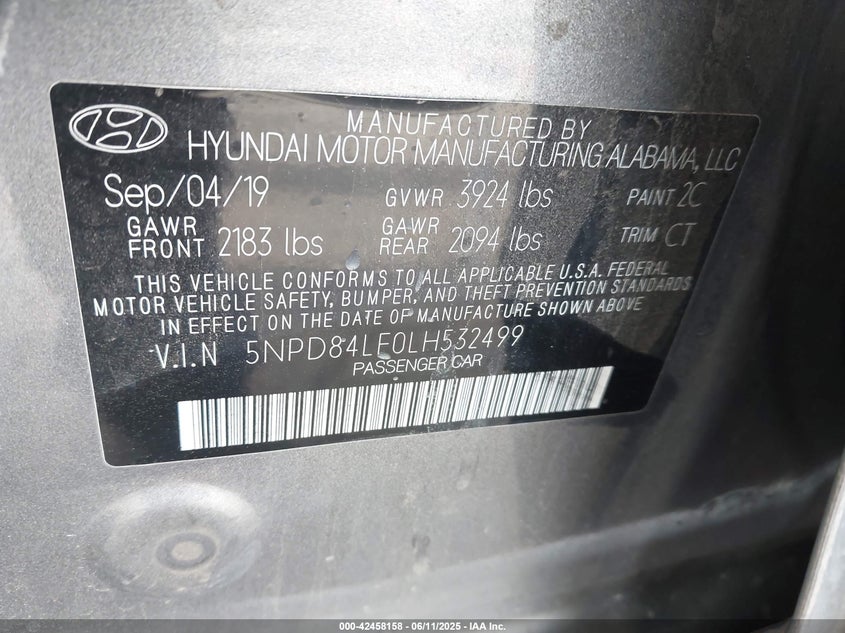 MANUFACTURED BY
HYUNDAI MOTOR MANUFACTURING ALABAMA, LLC
Sep/04/19 GVWR 3924 lbs PAINT 2C
GAWR FRONT 2183 lbs GAWR REAR 2094 lbs TRIM CT
THIS VEHICLE CONFORMS TO ALL APPLICABLE U.S.A. FEDERAL
MOTOR VEHICLE SAFETY, BUMPER, AND THEFT PREVENTION STANDARDS
IN EFFECT ON THE DATE OF MANUFACTURE SHOWN ABOVE
V.I.N 5NPD84LF0LH532499
PASSENGER CAR
000-42458158 - 06/11/2025 - IAA Inc.